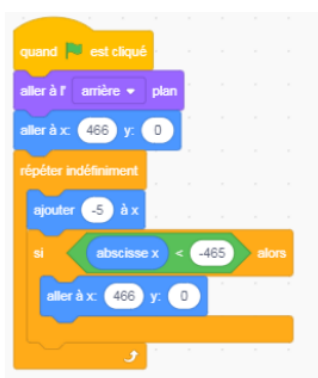 quand est cliqué
aller à l' arrière plan
aller à x: 466 y: 0
répéter indéfiniment
ajouter -5 à x
si abscisse x < -465 alors
aller à x: 466 y: 0